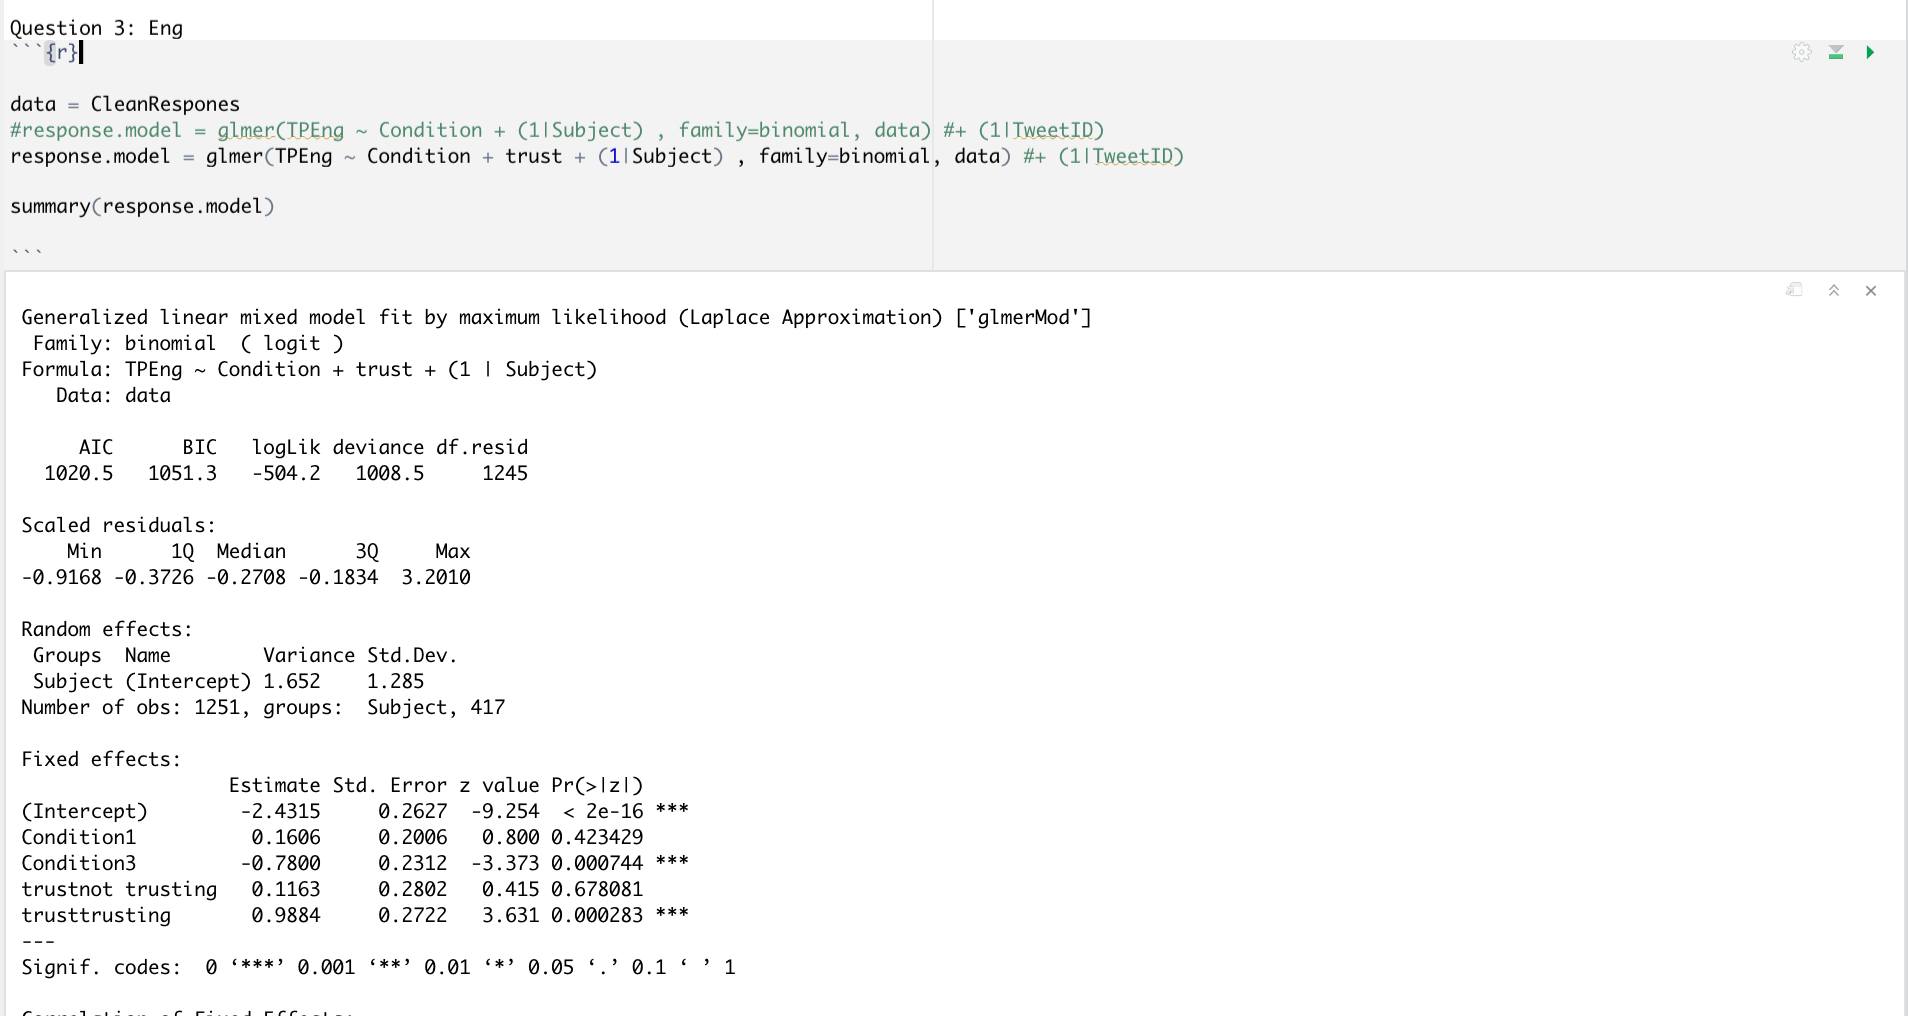 Question 3: Eng
```{r}
data = CleanRespones
#response.model = glmer(TPEng ~ Condition + (1|Subject) , family=binomial, data) #+ (1|TweetID)
response.model = glmer(TPEng ~ Condition + trust + (1|Subject) , family=binomial, data) #+ (1|TweetID)
summary(response.model)
```
Generalized linear mixed model fit by maximum likelihood (Laplace Approximation) ['glmerMod']
Family: binomial  ( logit )
Formula: TPEng ~ Condition + trust + (1 | Subject)
Data: data
AIC      BIC   logLik deviance df.resid
1020.5   1051.3   -504.2   1008.5     1245
Scaled residuals:
Min      1Q  Median      3Q     Max
-0.9168 -0.3726 -0.2708 -0.1834  3.2010
Random effects:
Groups  Name        Variance Std.Dev.
Subject (Intercept) 1.652    1.285
Number of obs: 1251, groups:  Subject, 417
Fixed effects:
Estimate Std. Error z value Pr(>|z|)
(Intercept)        -2.4315     0.2627  -9.254  < 2e-16 ***
Condition1          0.1606     0.2006   0.800 0.423429
Condition3         -0.7800     0.2312  -3.373 0.000744 ***
trustnot trusting   0.1163     0.2802   0.415 0.678081
trusttrusting       0.9884     0.2722   3.631 0.000283 ***
---
Signif. codes:  0 ‘***’ 0.001 ‘**’ 0.01 ‘*’ 0.05 ‘.’ 0.1 ‘ ’ 1
Correlation of Fixed Effects: